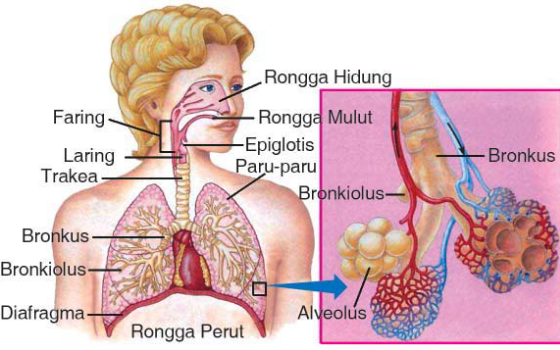 Rongga Hidung
Faring
Rongga Mulut
Epiglotis
Laring
Paru-paru
Trakea
Bronkus
Bronkiolus
Diafragma
Rongga Perut
Bronkus
Bronkiolus
Alveolus